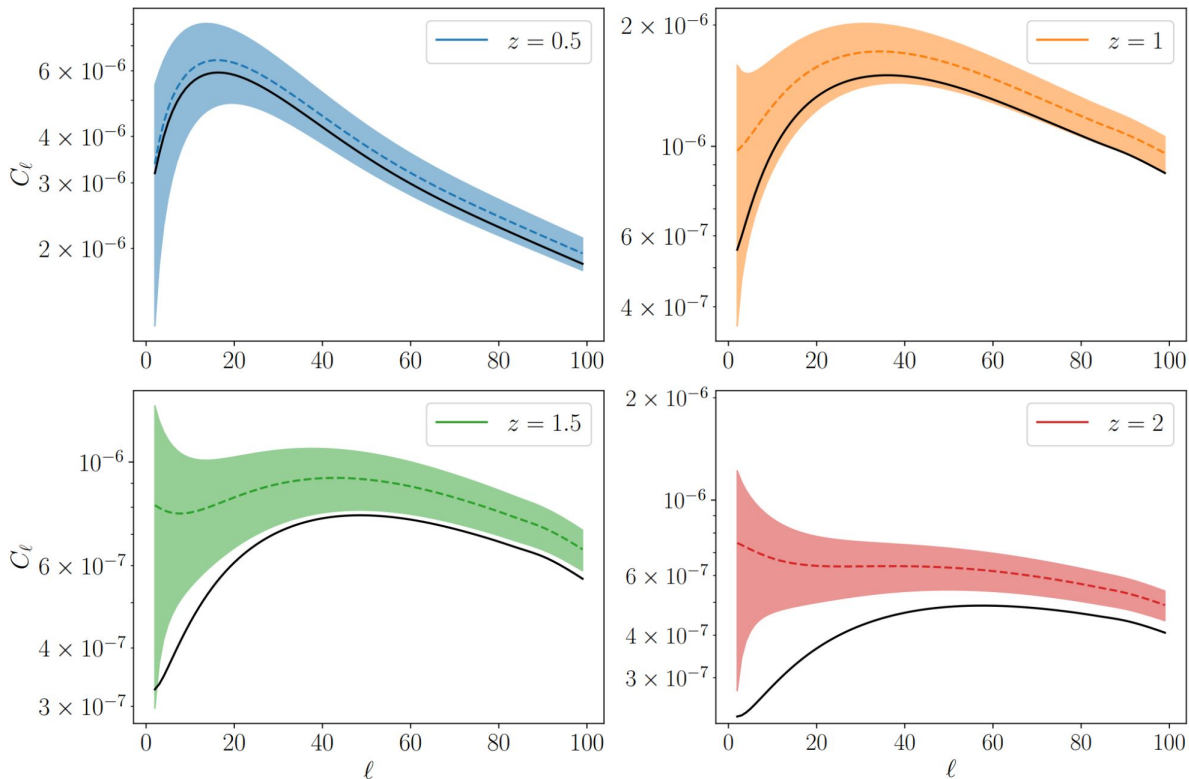 z = 0.5
6 × 10⁻⁶
4 × 10⁻⁶
3 × 10⁻⁶
2 × 10⁻⁶
C_ℓ
0 20 40 60 80 100
z = 1
2 × 10⁻⁶
10⁻⁶
6 × 10⁻⁷
4 × 10⁻⁷
0 20 40 60 80 100
z = 1.5
10⁻⁶
6 × 10⁻⁷
4 × 10⁻⁷
3 × 10⁻⁷
C_ℓ
0 20 40 60 80 100
ℓ
z = 2
2 × 10⁻⁶
10⁻⁶
6 × 10⁻⁷
4 × 10⁻⁷
3 × 10⁻⁷
0 20 40 60 80 100
ℓ